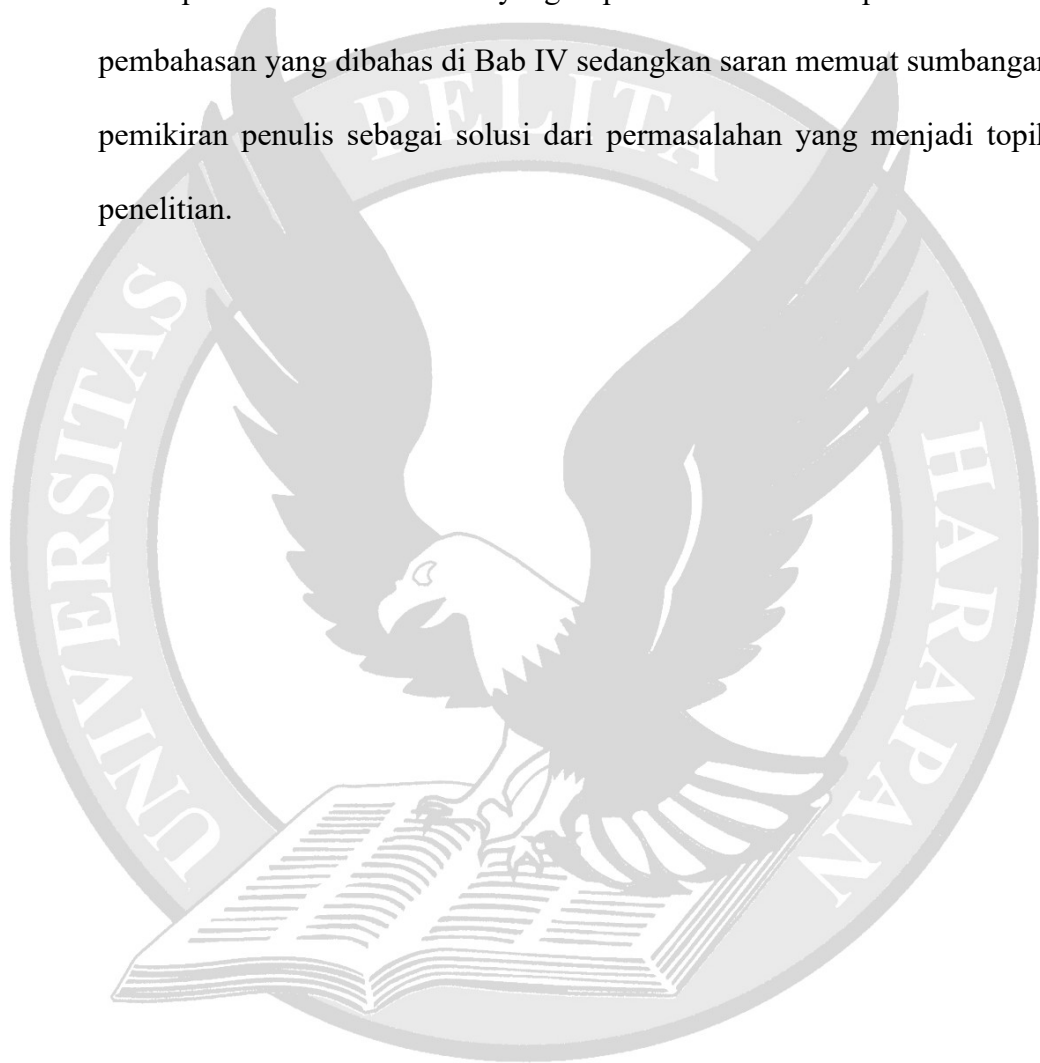 yang
pembahasan yang dibahas di Bab IV sedangkan saran memuat sumbangan
pemikiran penulis sebagai solusi dari permasalahan yang menjadi topik
penelitian.
UNIVERSITAS PELITA HARAPAN